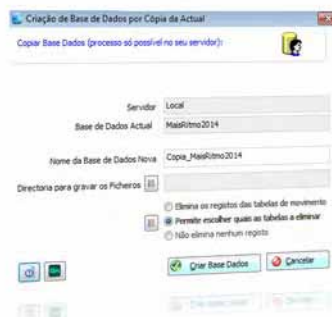 Criação de Base de Dados por Cópia da Actual
Copiar Base Dados (processo só possível no seu servidor):
Servidor Local
Base de Dados Actual MaisRitmo2014
Nome da Base de Dados Nova Copia_MaisRitmo2014
Directoria para gravar os Ficheiros
Elimina os registos das tabelas de movimento
Permite escolher quais as tabelas a eliminar
Não elimina nenhum registo
Criar Base Dados Cancelar